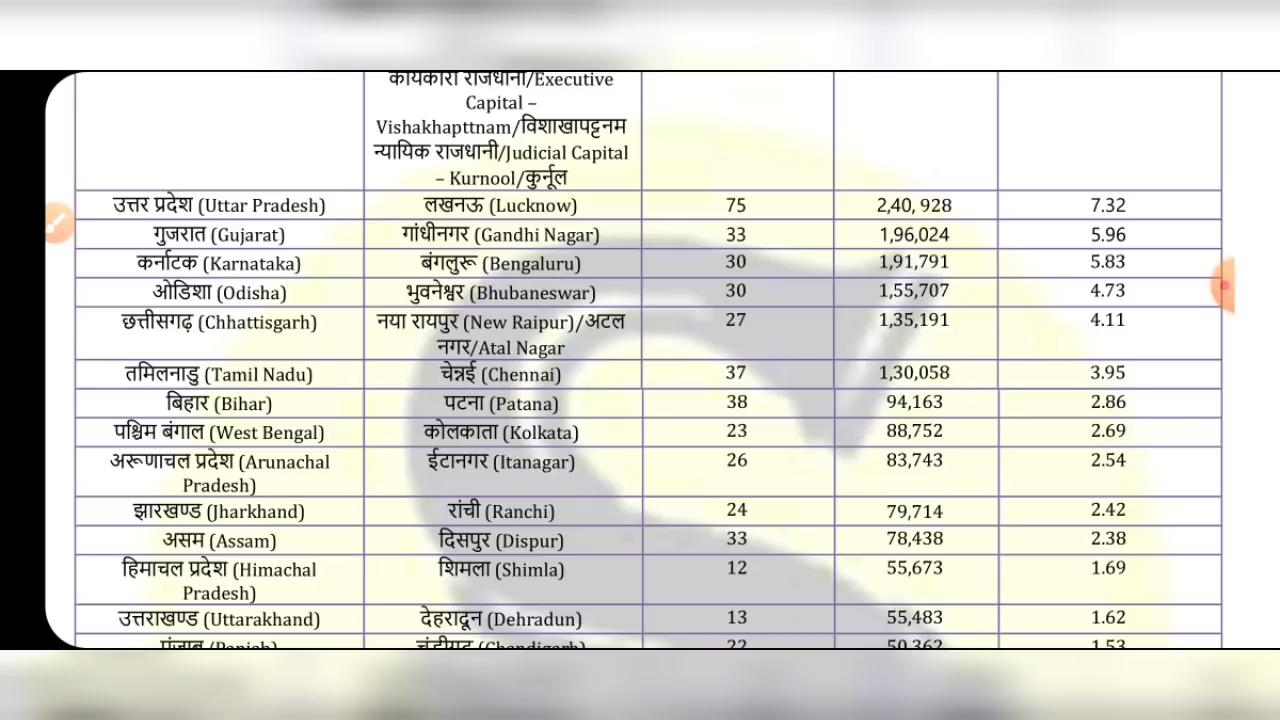 कार्यकारी राजधानी/Executive
Capital –
Vishakhapttnam/विशाखापट्टनम
न्यायिक राजधानी/Judicial Capital
– Kurnool/कुर्नूल
उत्तर प्रदेश (Uttar Pradesh) लखनऊ (Lucknow) 75 2,40, 928 7.32
गुजरात (Gujarat) गांधीनगर (Gandhi Nagar) 33 1,96,024 5.96
कर्नाटक (Karnataka) बंगलुरू (Bengaluru) 30 1,91,791 5.83
ओडिशा (Odisha) भुवनेश्वर (Bhubaneswar) 30 1,55,707 4.73
छत्तीसगढ़ (Chhattisgarh) नया रायपुर (New Raipur)/अटल 27 1,35,191 4.11
नगर/Atal Nagar
तमिलनाडु (Tamil Nadu) चेन्नई (Chennai) 37 1,30,058 3.95
बिहार (Bihar) पटना (Patana) 38 94,163 2.86
पश्चिम बंगाल (West Bengal) कोलकाता (Kolkata) 23 88,752 2.69
अरूणाचल प्रदेश (Arunachal ईटानगर (Itanagar) 26 83,743 2.54
Pradesh)
झारखण्ड (Jharkhand) रांची (Ranchi) 24 79,714 2.42
असम (Assam) दिसपुर (Dispur) 33 78,438 2.38
हिमाचल प्रदेश (Himachal शिमला (Shimla) 12 55,673 1.69
Pradesh)
उत्तराखण्ड (Uttarakhand) देहरादून (Dehradun) 13 55,483 1.62
पंजाब (Panjab) चंडीगढ़ (Chandigarh) 22 50,362 1.53